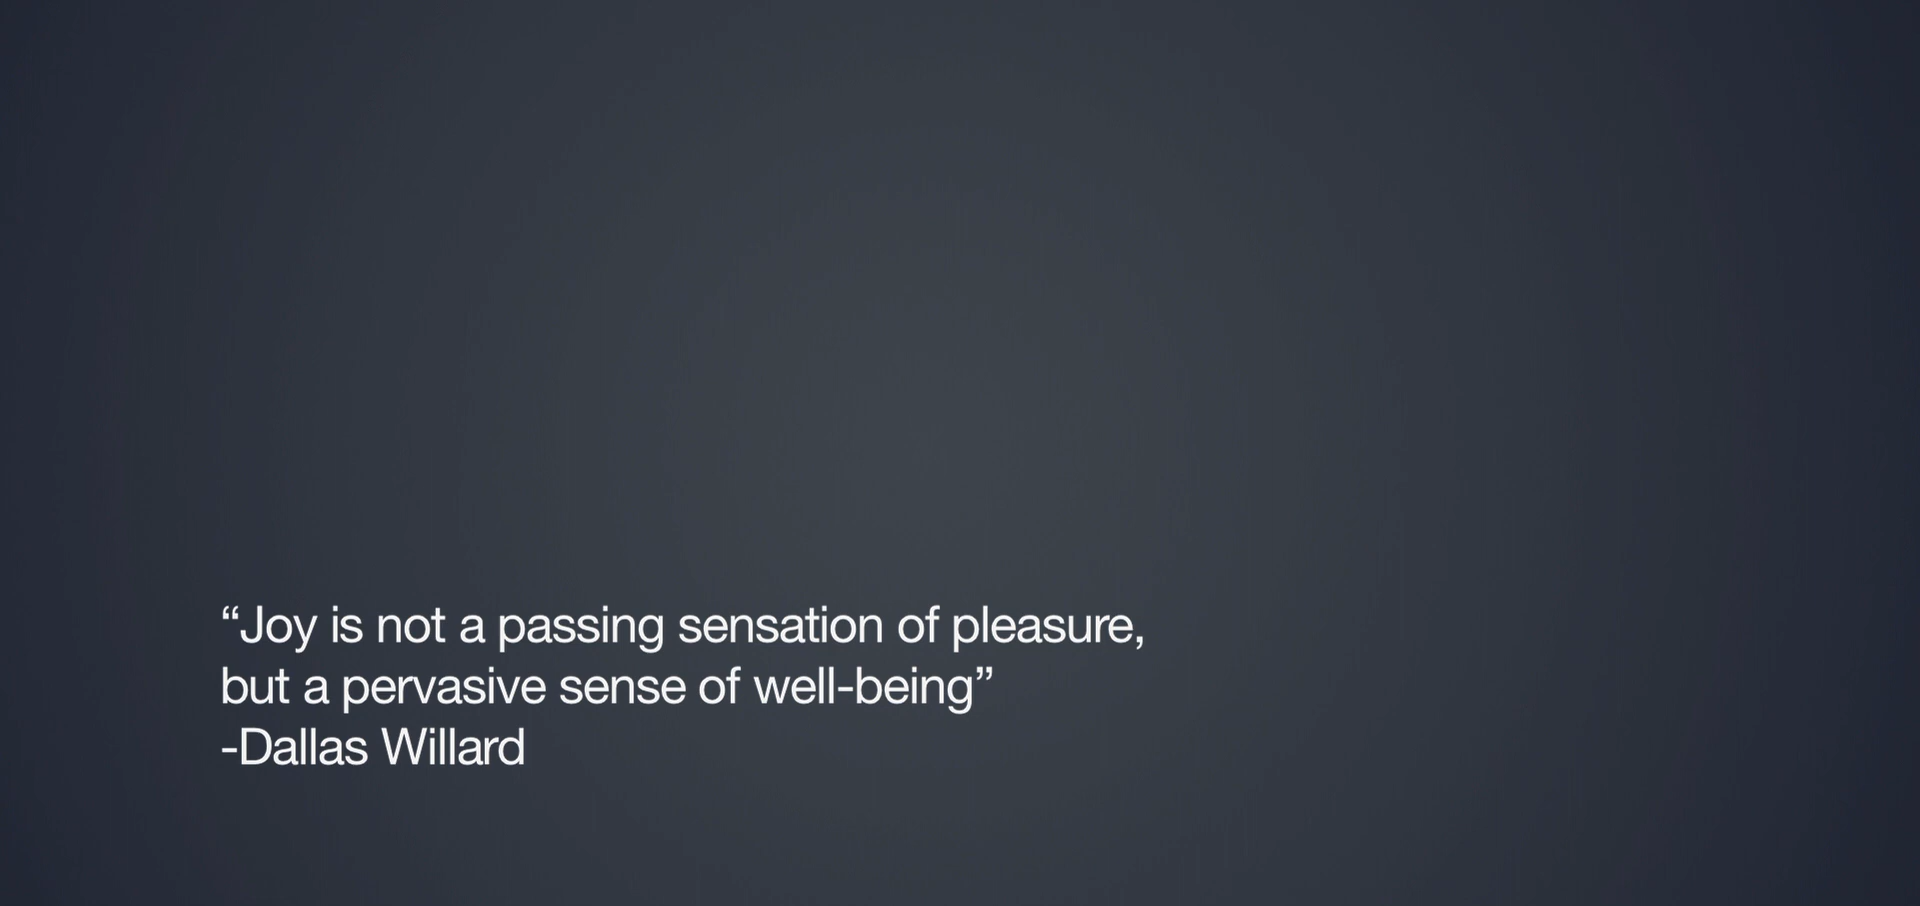 “Joy is not a passing sensation of pleasure,
but a pervasive sense of well-being”
-Dallas Willard